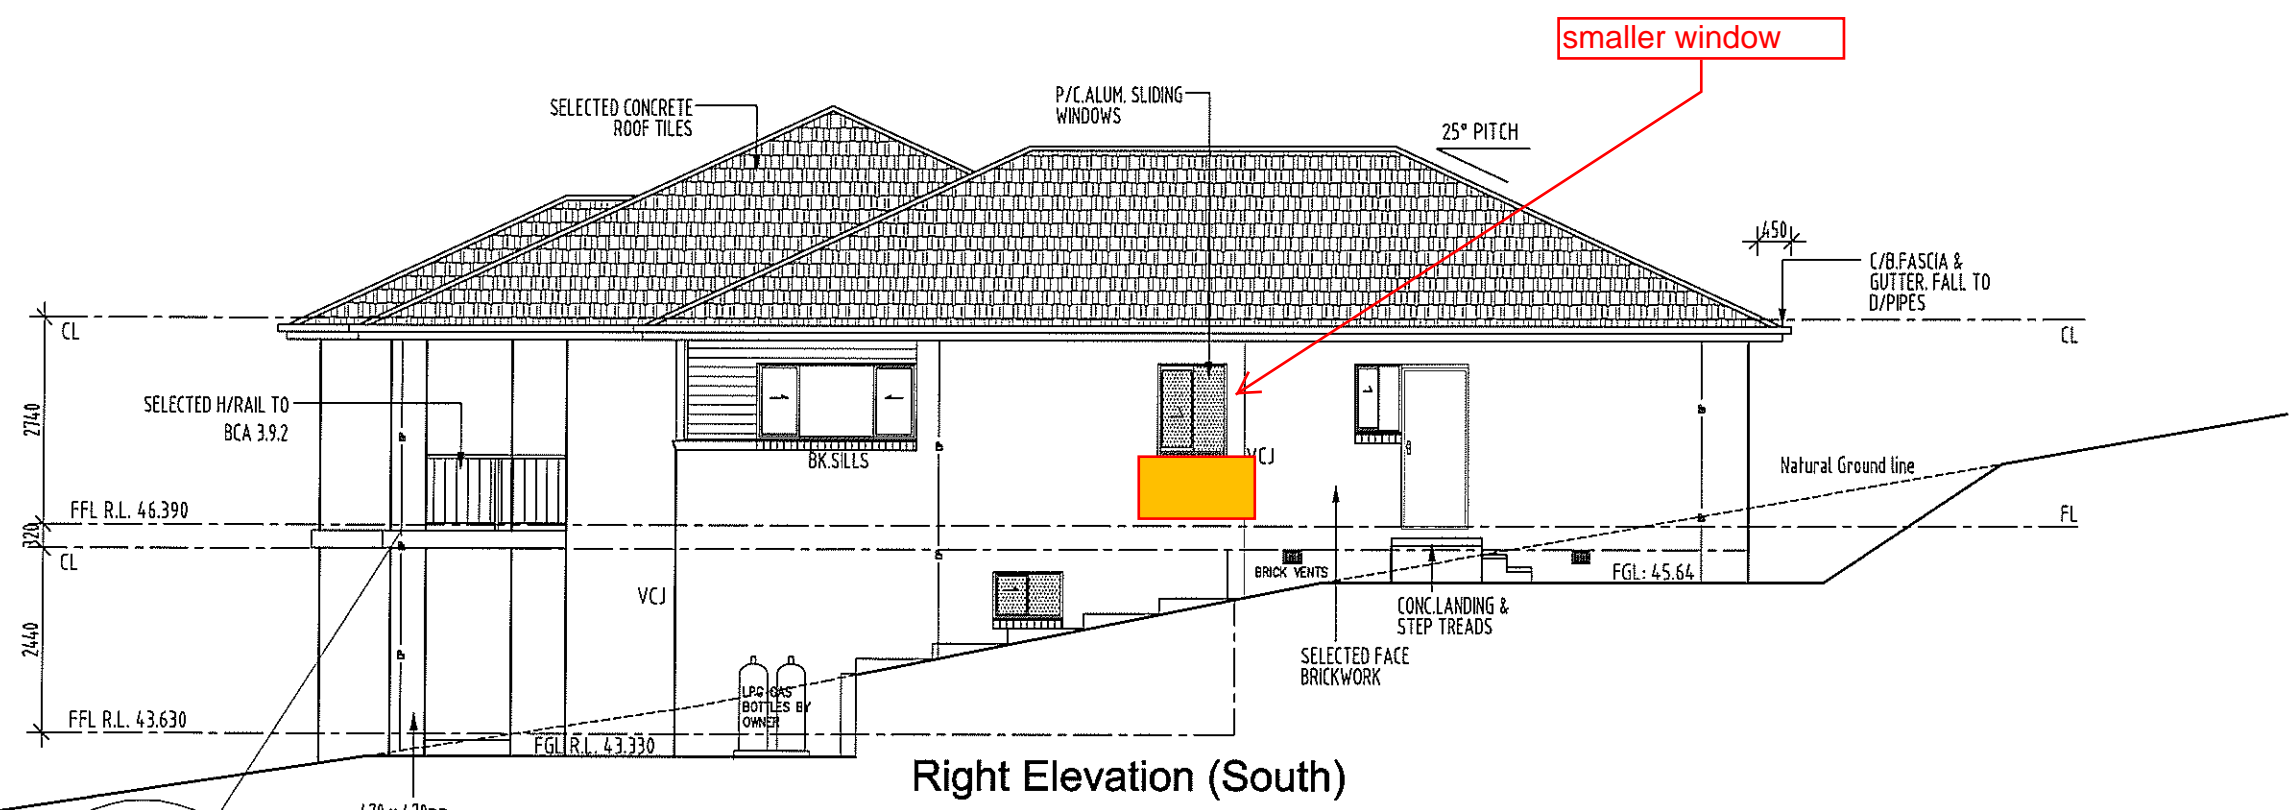 smaller window
SELECTED CONCRETE
ROOF TILES
P/C.ALUM. SLIDING
WINDOWS
25° PITCH
450
C/B.FASCIA &
GUTTER. FALL TO
D/PIPES
CL
CL
2740
SELECTED H/RAIL TO
BCA 3.9.2
BK.SILLS
VCJ
Natural Ground line
FFL R.L. 46.390
FL
320
CL
BRICK VENTS
FGL: 45.64
VCJ
CONC.LANDING &
STEP TREADS
2440
SELECTED FACE
BRICKWORK
LPG GAS
BOTTLES BY
OWNER
FFL R.L. 43.630
FGL R.L. 43.330
Right Elevation (South)